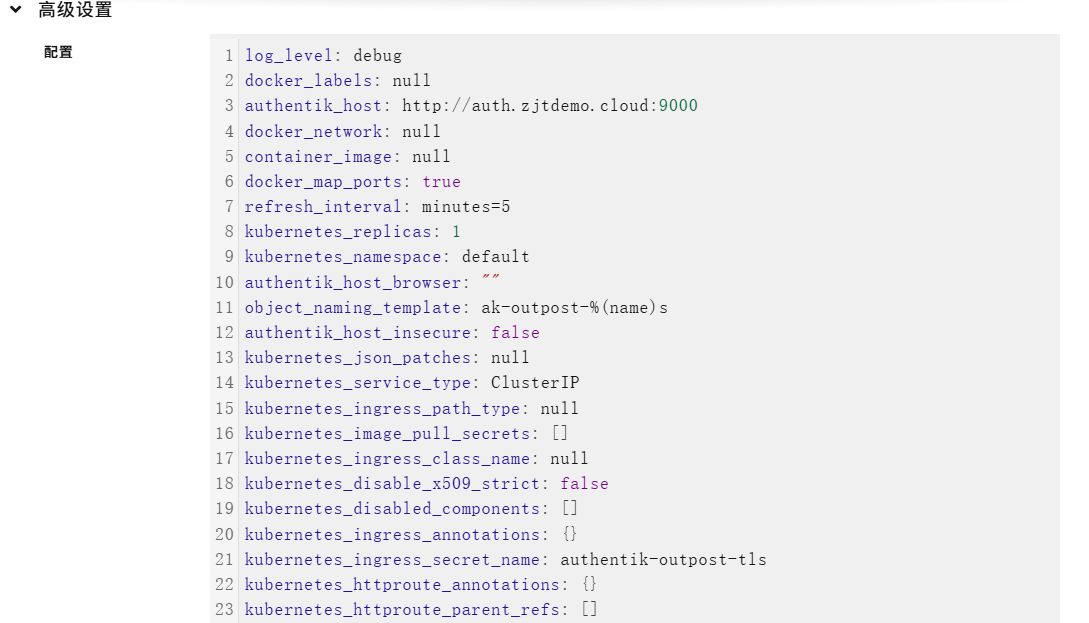 高级设置
配置
1 log_level: debug
2 docker_labels: null
3 authentik_host: http://auth.zjtdemo.cloud:9000
4 docker_network: null
5 container_image: null
6 docker_map_ports: true
7 refresh_interval: minutes=5
8 kubernetes_replicas: 1
9 kubernetes_namespace: default
10 authentik_host_browser: ""
11 object_naming_template: ak-outpost-%(name)s
12 authentik_host_insecure: false
13 kubernetes_json_patches: null
14 kubernetes_service_type: ClusterIP
15 kubernetes_ingress_path_type: null
16 kubernetes_image_pull_secrets: []
17 kubernetes_ingress_class_name: null
18 kubernetes_disable_x509_strict: false
19 kubernetes_disabled_components: []
20 kubernetes_ingress_annotations: {}
21 kubernetes_ingress_secret_name: authentik-outpost-tls
22 kubernetes_httproute_annotations: {}
23 kubernetes_httproute_parent_refs: []